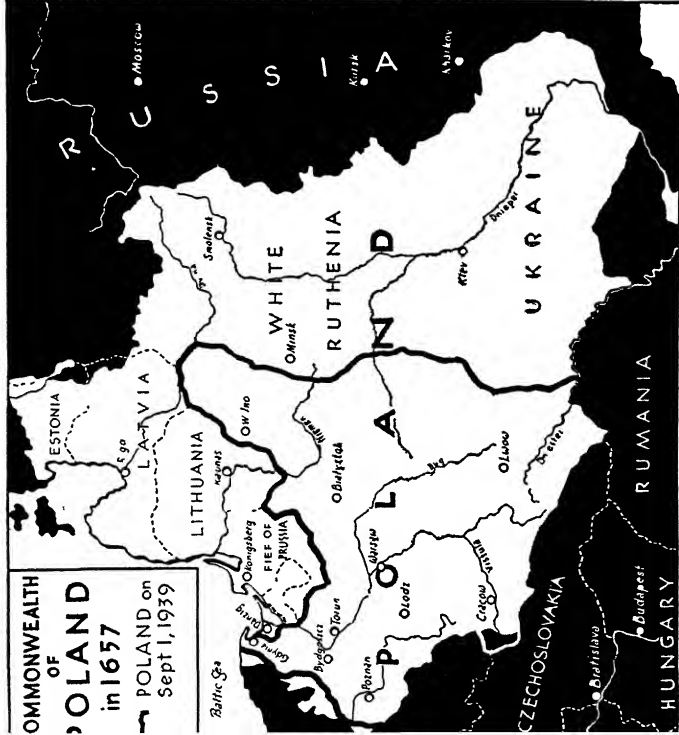 OMMONWEALTH
OF
POLAND
in 1657
POLAND on
Sept 1, 1939
Baltic Sea
Moscow
RUSSIA
Kursk
Kharkov
ESTONIA
LATVIA
LITHUANIA
Kaunas
Konigsberg
FIEF OF
PRUSSIA
Danzig
Gdynia
Torun
Bydgoszcz
Poznan
Smolensk
WHITE
RUTHENIA
Minsk
Wilno
Niemen
Bialystok
POLAND
Dnieper
Kiev
UKRAINE
Bug
Warsaw
Lodz
Lwow
Dniester
Vistula
Cracow
CZECHOSLOVAKIA
Bratislava
Budapest
HUNGARY
RUMANIA